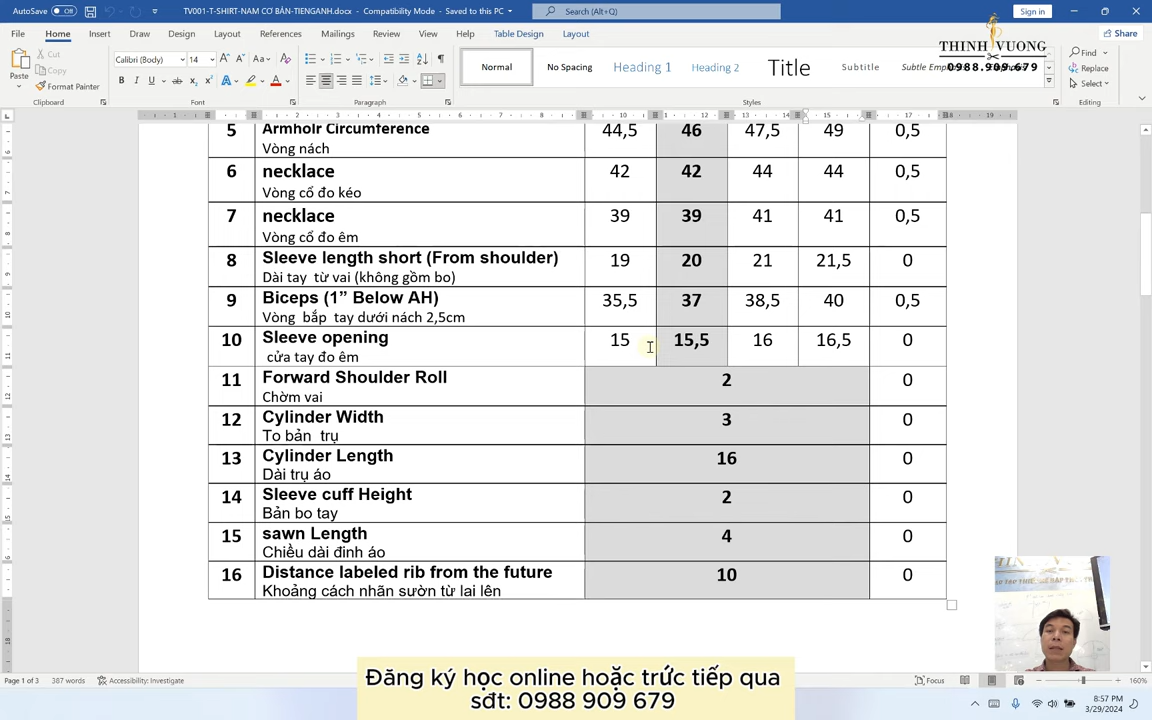 AutoSave Off TV001-T-SHIRT-NAM CƠ BẢN-TIENGANH.docx - Compatibility Mode - Saved to this PC Search (Alt+Q) Sign in
File Home Insert Draw Design Layout References Mailings Review View Help Table Design Layout Share
THINH VUONG
0988.909.679
Paste Cut Copy Format Painter
Calibri (Body) 14
Normal No Spacing Heading 1 Heading 2 Title Subtitle Subtle
Find Replace Select
Clipboard Font Paragraph Styles Editing
5 Armholr Circumference 44,5 46 47,5 49 0,5
Vòng nách
6 necklace 42 42 44 44 0,5
Vòng cổ đo kéo
7 necklace 39 39 41 41 0,5
Vòng cổ đo êm
8 Sleeve length short (From shoulder) 19 20 21 21,5 0
Dài tay từ vai (không gồm bo)
9 Biceps (1” Below AH) 35,5 37 38,5 40 0,5
Vòng bắp tay dưới nách 2,5cm
10 Sleeve opening 15 15,5 16 16,5 0
cửa tay đo êm
11 Forward Shoulder Roll 2 0
Chờm vai
12 Cylinder Width 3 0
To bản trụ
13 Cylinder Length 16 0
Dài trụ áo
14 Sleeve cuff Height 2 0
Bản bo tay
15 sawn Length 4 0
Chiều dài đinh áo
16 Distance labeled rib from the future 10 0
Khoảng cách nhãn sườn từ lai lên
Đăng ký học online hoặc trức tiếp qua
sđt: 0988 909 679
Page 1 of 3 387 words Accessibility: Investigate Focus 160%
8:57 PM
3/29/2024